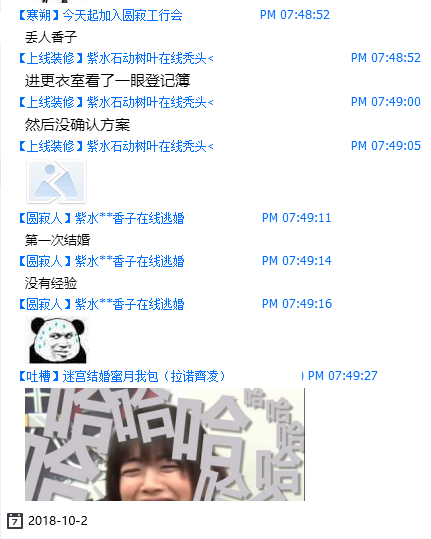 【寒朔】今天起加入圆寂工行会 PM 07:48:52
丢人香子
【上线装修】紫水石动树叶在线秃头< PM 07:48:52
进更衣室看了一眼登记簿
【上线装修】紫水石动树叶在线秃头< PM 07:49:00
然后没确认方案
【上线装修】紫水石动树叶在线秃头< PM 07:49:05
【圆寂人】紫水**香子在线逃婚 PM 07:49:11
第一次结婚
【圆寂人】紫水**香子在线逃婚 PM 07:49:14
没有经验
【圆寂人】紫水**香子在线逃婚 PM 07:49:16
【吐槽】迷宫结婚蜜月我包（拉诺齊凌） ）PM 07:49:27
哈哈哈哈哈哈哈哈哈
7 2018-10-2